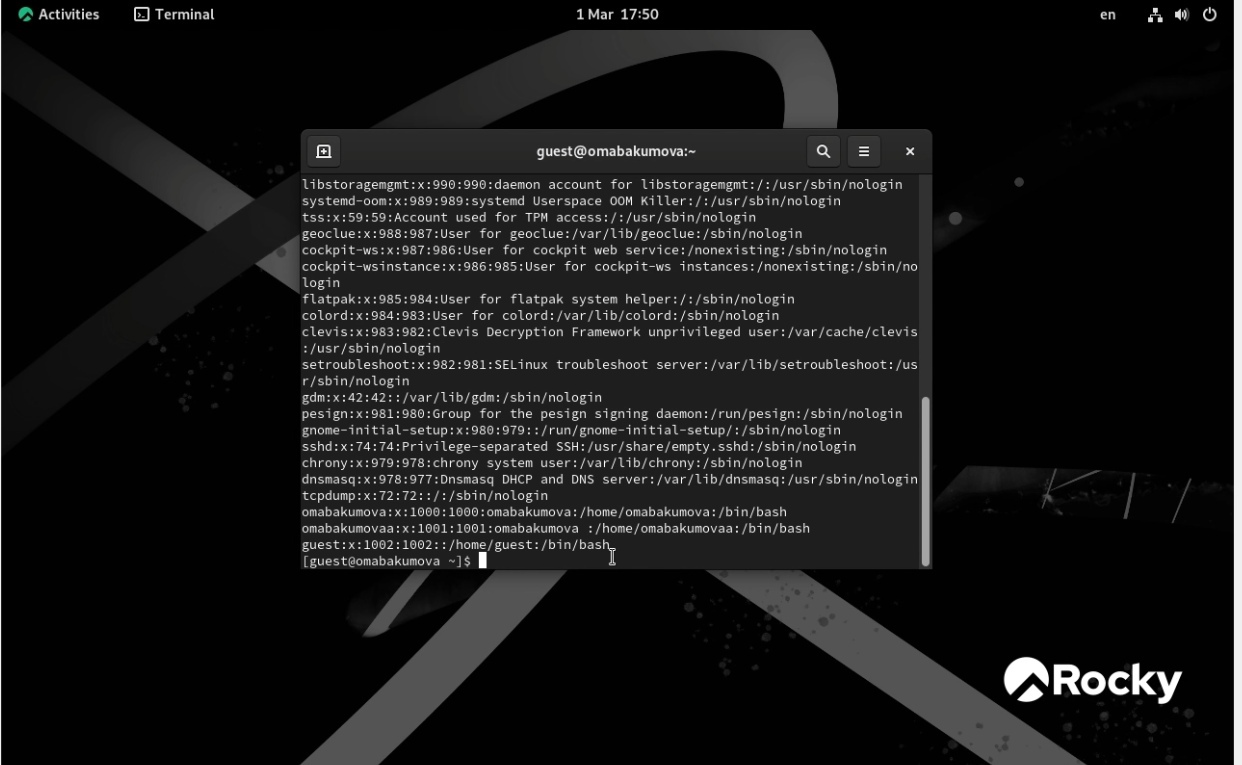 Activities Terminal 1 Mar 17:50 en
guest@omabakumova:~
libstoragemgmt:x:990:990:daemon account for libstoragemgmt:/:/usr/sbin/nologin
systemd-oom:x:989:989:systemd Userspace OOM Killer:/:/usr/sbin/nologin
tss:x:59:59:Account used for TPM access:/:/usr/sbin/nologin
geoclue:x:988:987:User for geoclue:/var/lib/geoclue:/sbin/nologin
cockpit-ws:x:987:986:User for cockpit web service:/nonexisting:/sbin/nologin
cockpit-wsinstance:x:986:985:User for cockpit-ws instances:/nonexisting:/sbin/no
login
flatpak:x:985:984:User for flatpak system helper:/:/sbin/nologin
colord:x:984:983:User for colord:/var/lib/colord:/sbin/nologin
clevis:x:983:982:Clevis Decryption Framework unprivileged user:/var/cache/clevis
:/usr/sbin/nologin
setroubleshoot:x:982:981:SELinux troubleshoot server:/var/lib/setroubleshoot:/us
r/sbin/nologin
gdm:x:42:42::/var/lib/gdm:/sbin/nologin
pesign:x:981:980:Group for the pesign signing daemon:/run/pesign:/sbin/nologin
gnome-initial-setup:x:980:979::/run/gnome-initial-setup/:/sbin/nologin
sshd:x:74:74:Privilege-separated SSH:/usr/share/empty.sshd:/sbin/nologin
chrony:x:979:978:chrony system user:/var/lib/chrony:/sbin/nologin
dnsmasq:x:978:977:Dnsmasq DHCP and DNS server:/var/lib/dnsmasq:/usr/sbin/nologin
tcpdump:x:72:72::/:/sbin/nologin
omabakumova:x:1000:1000:omabakumova:/home/omabakumova:/bin/bash
omabakumovaa:x:1001:1001:omabakumova :/home/omabakumovaa:/bin/bash
guest:x:1002:1002::/home/guest:/bin/bash
[guest@omabakumova ~]$
Rocky